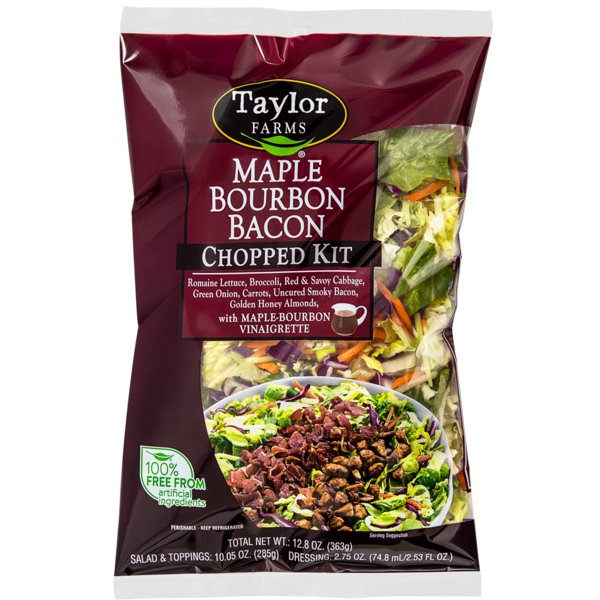 Taylor
FARMS
MAPLE
BOURBON
BACON®
CHOPPED KIT
Romaine Lettuce, Broccoli, Red & Savoy Cabbage,
Green Onion, Carrots, Uncured Smoky Bacon,
Golden Honey Almonds,
with MAPLE-BOURBON
VINAIGRETTE
100%
FREE FROM
artificial
ingredients
PERISHABLE - KEEP REFRIGERATED
Serving Suggestion
TOTAL NET WT.: 12.8 OZ. (363g)
SALAD & TOPPINGS: 10.05 OZ. (285g) DRESSING: 2.75 OZ. (74.8 mL/2.53 FL OZ.)